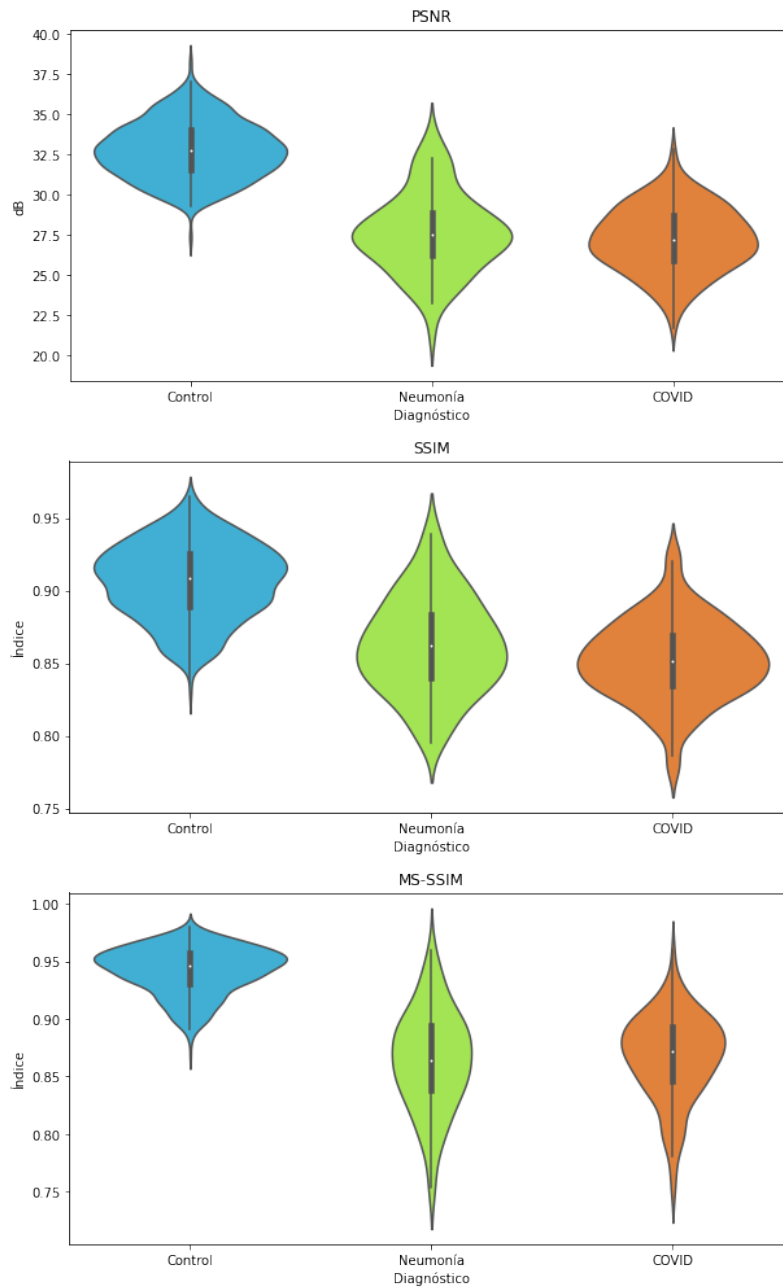 PSNR
40.0
37.5
35.0
32.5
30.0
27.5
25.0
22.5
20.0
dB
Control Neumonía COVID
Diagnóstico
SSIM
0.95
0.90
0.85
0.80
0.75
Índice
Control Neumonía COVID
Diagnóstico
MS-SSIM
1.00
0.95
0.90
0.85
0.80
0.75
Índice
Control Neumonía COVID
Diagnóstico